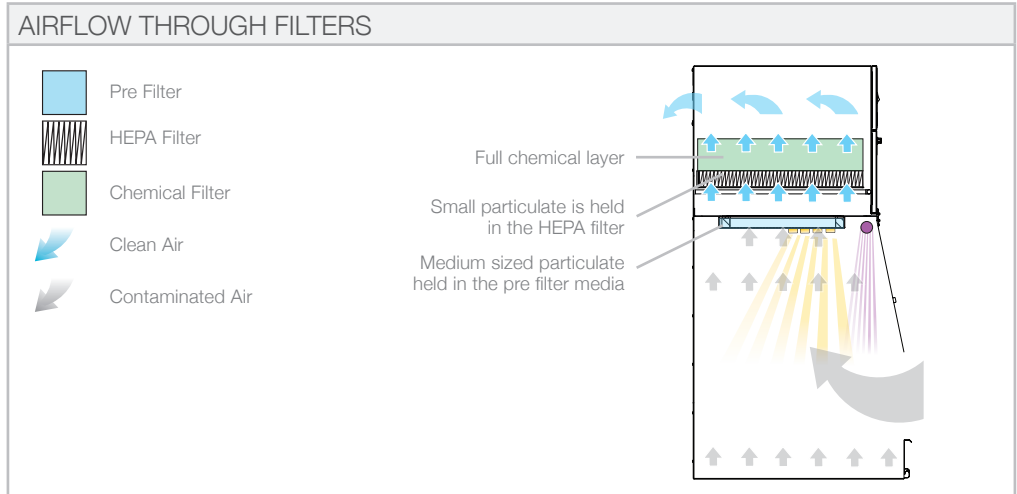 AIRFLOW THROUGH FILTERS
Pre Filter
HEPA Filter
Chemical Filter
Clean Air
Contaminated Air
Full chemical layer
Small particulate is held
in the HEPA filter
Medium sized particulate
held in the pre filter media